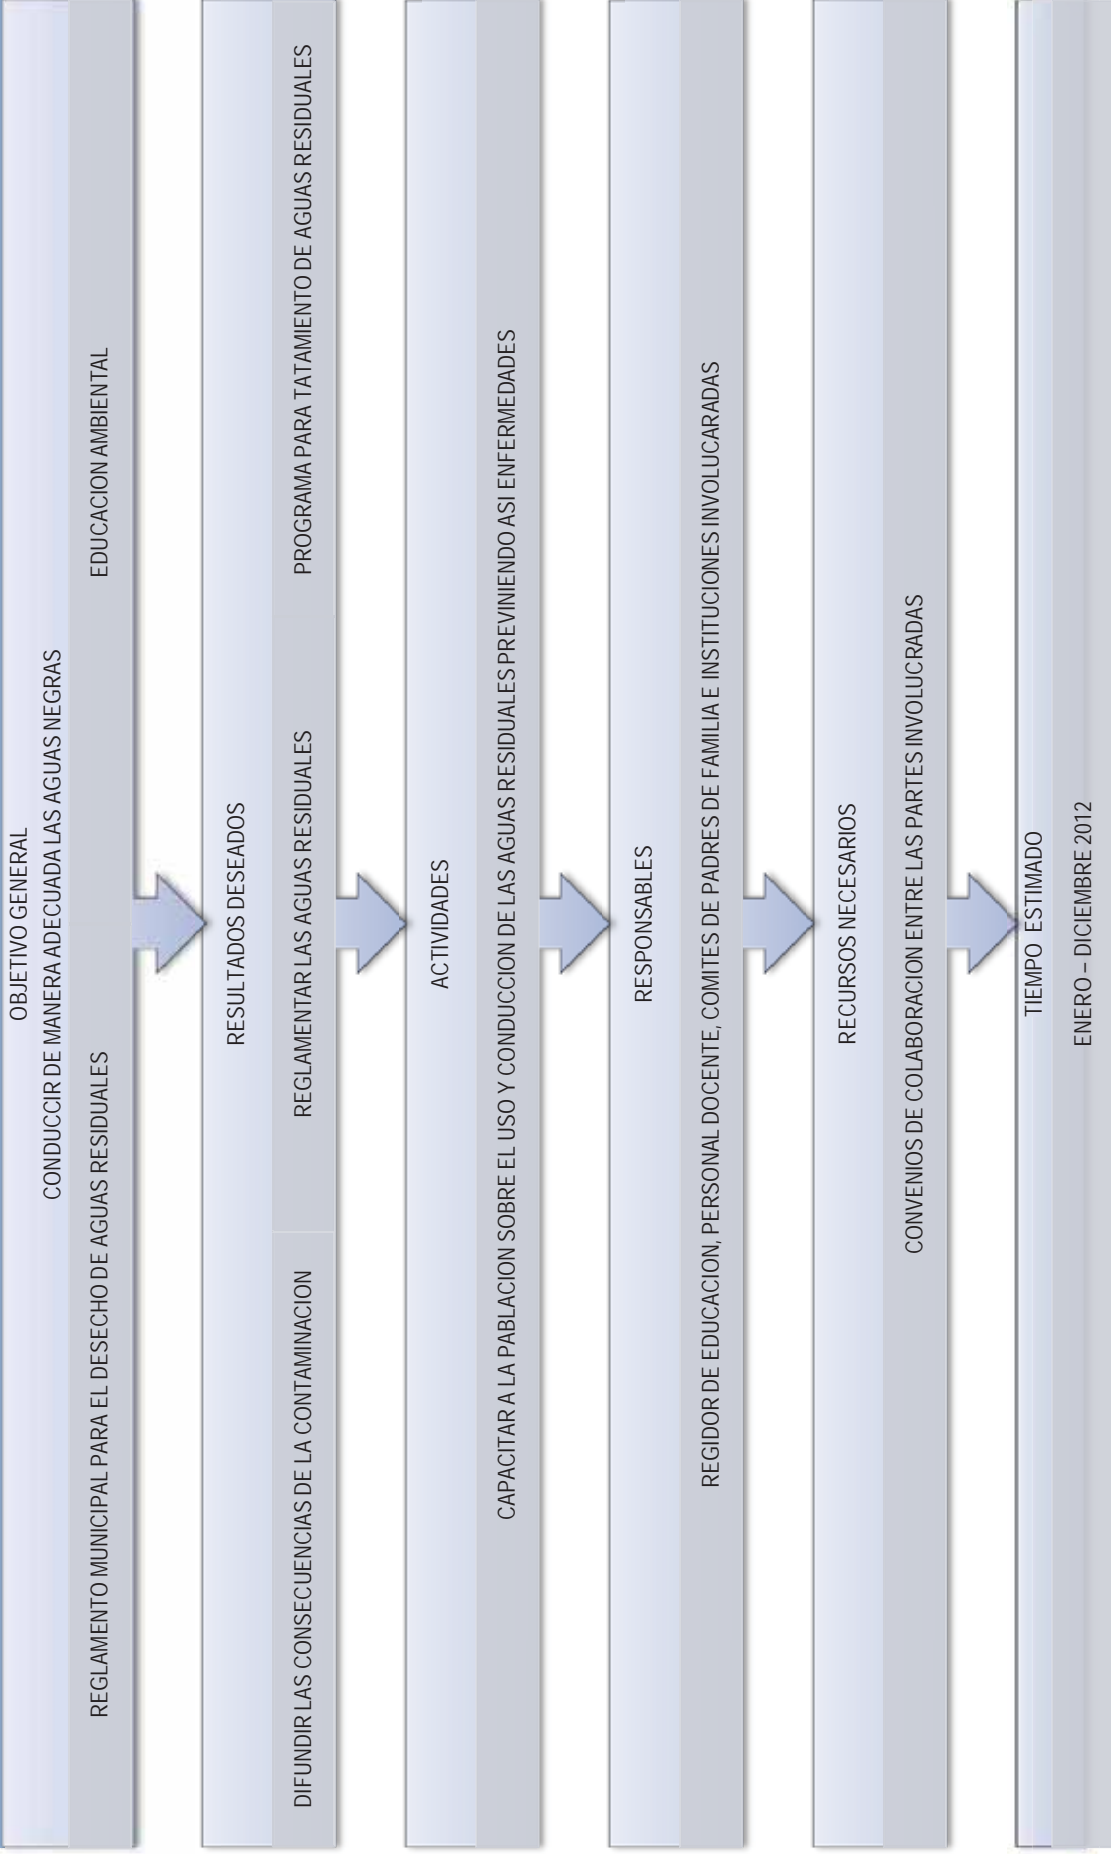 OBJETIVO GENERAL
CONDUCCIR DE MANERA ADECUADA LAS AGUAS NEGRAS
REGLAMENTO MUNICIPAL PARA EL DESECHO DE AGUAS RESIDUALES
EDUCACION AMBIENTAL
RESULTADOS DESEADOS
DIFUNDIR LAS CONSECUENCIAS DE LA CONTAMINACION
REGLAMENTAR LAS AGUAS RESIDUALES
PROGRAMA PARA TATAMIENTO DE AGUAS RESIDUALES
ACTIVIDADES
CAPACITAR A LA PABLACION SOBRE EL USO Y CONDUCCION DE LAS AGUAS RESIDUALES PREVINIENDO ASI ENFERMEDADES
RESPONSABLES
REGIDOR DE EDUCACION, PERSONAL DOCENTE, COMITES DE PADRES DE FAMILIA E INSTITUCIONES INVOLUCARADAS
RECURSOS NECESARIOS
CONVENIOS DE COLABORACION ENTRE LAS PARTES INVOLUCRADAS
TIEMPO ESTIMADO
ENERO – DICIEMBRE 2012